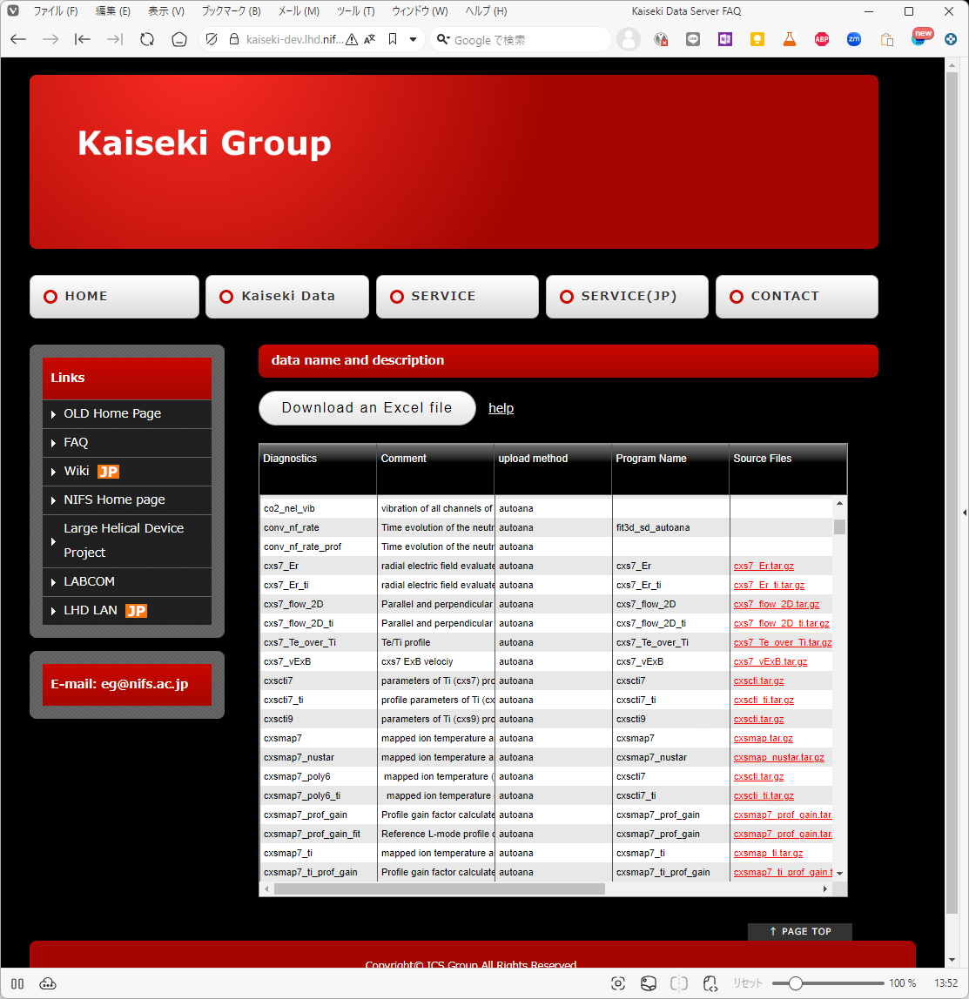 ファイル (F) 編集 (E) 表示 (V) ブックマーク (B) メール (M) ツール (T) ウィンドウ (W) ヘルプ (H) Kaiseki Data Server FAQ
kaiseki-dev.lhd.nif... Google で検索 ABP zm new
Kaiseki Group
HOME Kaiseki Data SERVICE SERVICE(JP) CONTACT
Links
OLD Home Page
FAQ
Wiki JP
NIFS Home page
Large Helical Device
Project
LABCOM
LHD LAN JP
E-mail: eg@nifs.ac.jp
data name and description
Download an Excel file help
Diagnostics Comment upload method Program Name Source Files
co2_nel_vib vibration of all channels of autoana
conv_nf_rate Time evolution of the neutr autoana fit3d_sd_autoana
conv_nf_rate_prof Time evolution of the neutr autoana
cxs7_Er radial electric field evaluate autoana cxs7_Er cxs7_Er.tar.gz
cxs7_Er_ti radial electric field evaluate autoana cxs7_Er_ti cxs7_Er_ti.tar.gz
cxs7_flow_2D Parallel and perpendicular autoana cxs7_flow_2D cxs7_flow_2D.tar.gz
cxs7_flow_2D_ti Parallel and perpendicular autoana cxs7_flow_2D_ti cxs7_flow_2D_ti.tar.gz
cxs7_Te_over_Ti Te/Ti profile autoana cxs7_Te_over_Ti cxs7_Te_over_Ti.tar.gz
cxs7_vExB cxs7 ExB velociy autoana cxs7_vExB cxs7_vExB.tar.gz
cxscti7 parameters of Ti (cxs7) pro autoana cxscti7 cxscti.tar.gz
cxscti7_ti profile parameters of Ti (cx autoana cxscti7_ti cxscti_ti.tar.gz
cxscti9 parameters of Ti (cxs9) pro autoana cxscti9 cxscti.tar.gz
cxsmap7 mapped ion temperature a autoana cxsmap7 cxsmap.tar.gz
cxsmap7_nustar mapped ion temperature a autoana cxsmap7_nustar cxsmap_nustar.tar.gz
cxsmap7_poly6 mapped ion temperature ( autoana cxscti7 cxscti.tar.gz
cxsmap7_poly6_ti mapped ion temperature autoana cxscti7_ti cxscti_ti.tar.gz
cxsmap7_prof_gain Profile gain factor calculate autoana cxsmap7_prof_gain cxsmap7_prof_gain.tar.
cxsmap7_prof_gain_fit Reference L-mode profile c autoana cxsmap7_prof_gain cxsmap7_prof_gain.tar.
cxsmap7_ti mapped ion temperature a autoana cxsmap7_ti cxsmap_ti.tar.gz
cxsmap7_ti_prof_gain Profile gain factor calculate autoana cxsmap7_ti_prof_gain cxsmap7_ti_prof_gain.t
↑ PAGE TOP
Copyright© ICS Group All Rights Reserved
リセット 100 % 13:52